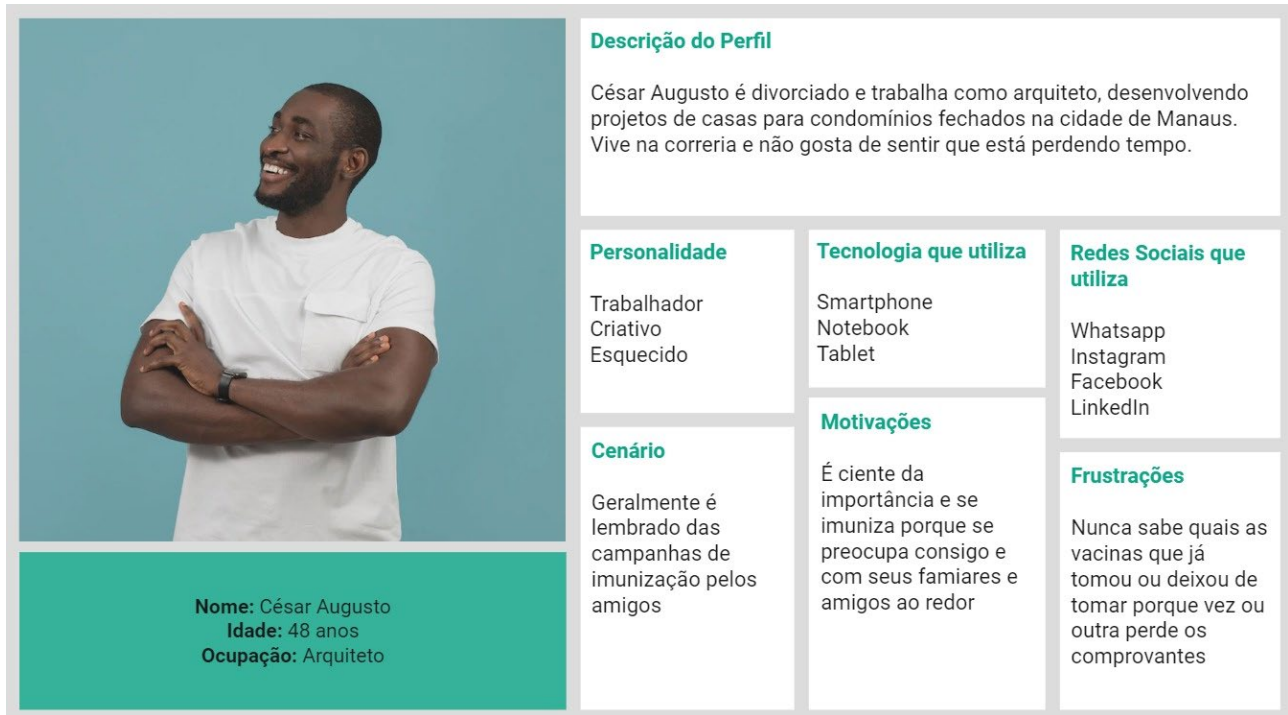 Descrição do Perfil
César Augusto é divorciado e trabalha como arquiteto, desenvolvendo
projetos de casas para condomínios fechados na cidade de Manaus.
Vive na correria e não gosta de sentir que está perdendo tempo.
Personalidade
Trabalhador
Criativo
Esquecido
Tecnologia que utiliza
Smartphone
Notebook
Tablet
Redes Sociais que
utiliza
Whatsapp
Instagram
Facebook
LinkedIn
Cenário
Geralmente é
lembrado das
campanhas de
imunização pelos
amigos
Motivações
É ciente da
importância e se
imuniza porque se
preocupa consigo e
com seus famiares e
amigos ao redor
Frustrações
Nunca sabe quais as
vacinas que já
tomou ou deixou de
tomar porque vez ou
outra perde os
comprovantes
Nome: César Augusto
Idade: 48 anos
Ocupação: Arquiteto